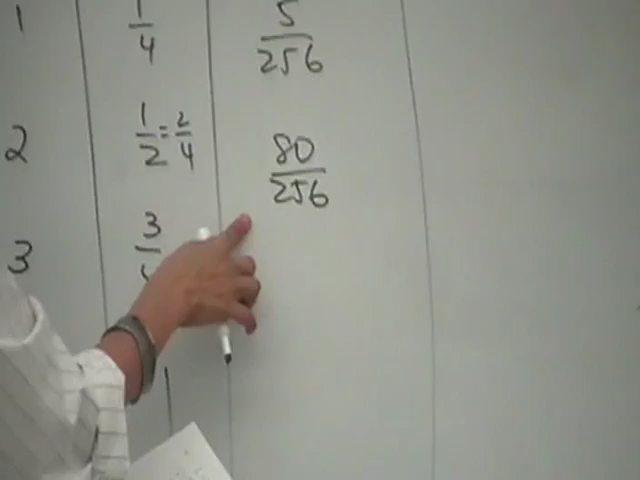 1 1/4 5/256
2 1/2 = 2/4 80/256
3 3/